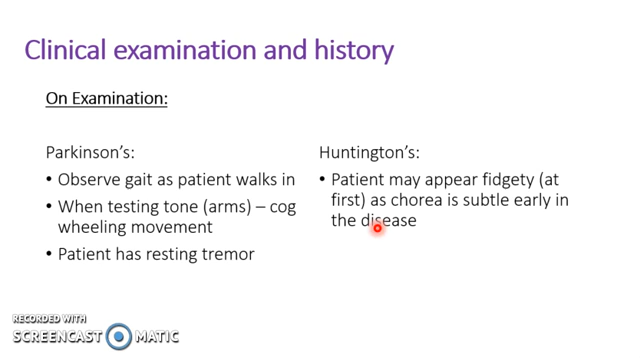 Clinical examination and history
On Examination:
Parkinson's:
• Observe gait as patient walks in
• When testing tone (arms) – cog
wheeling movement
• Patient has resting tremor
Huntington's:
• Patient may appear fidgety (at
first) as chorea is subtle early in
the disease
RECORDED WITH
SCREENCAST MATIC